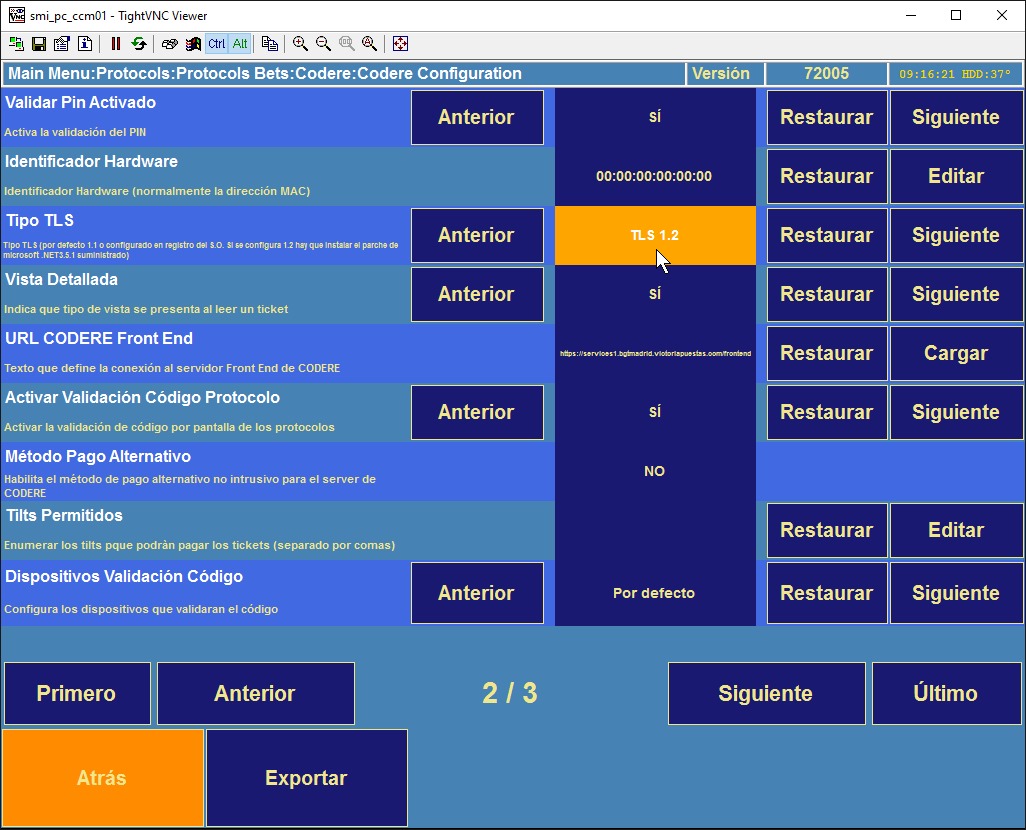 smi_pc_ccm01 - TightVNC Viewer
Ctrl Alt
Main Menu:Protocols:Protocols Bets:Codere:Codere Configuration Versión 72005 09:16:21 HDD:37°
Validar Pin Activado
Activa la validación del PIN
Anterior SÍ Restaurar Siguiente
Identificador Hardware
Identificador Hardware (normalmente la dirección MAC)
00:00:00:00:00:00 Restaurar Editar
Tipo TLS
Tipo TLS (por defecto 1.1 o configurado en registro del S.O. Si se configura 1.2 hay que instalar el parche de
microsoft .NET3.5.1 suministrado)
Anterior TLS 1.2 Restaurar Siguiente
Vista Detallada
Indica que tipo de vista se presenta al leer un ticket
Anterior SÍ Restaurar Siguiente
URL CODERE Front End
Texto que define la conexión al servidor Front End de CODERE
https://services1.bgtmadrid.victoriapuestas.com/frontend Restaurar Cargar
Activar Validación Código Protocolo
Activar la validación de código por pantalla de los protocolos
Anterior SÍ Restaurar Siguiente
Método Pago Alternativo
Habilita el método de pago alternativo no intrusivo para el server de
CODERE
NO
Tilts Permitidos
Enumerar los tilts pque podràn pagar los tickets (separado por comas)
Restaurar Editar
Dispositivos Validación Código
Configura los dispositivos que validaran el código
Anterior Por defecto Restaurar Siguiente
Primero Anterior 2 / 3 Siguiente Último
Atrás Exportar